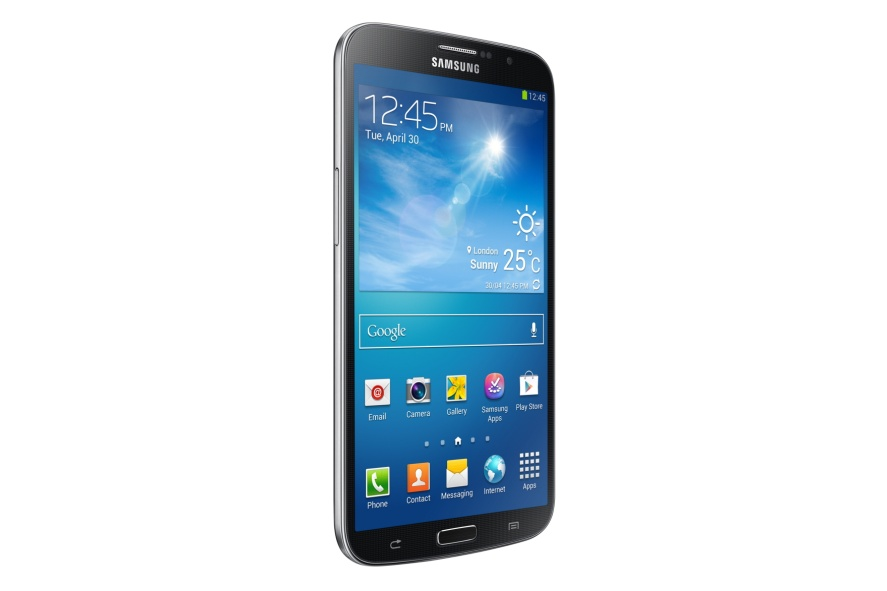 SAMSUNG
12:45
12:45 PM
Tue, April 30
London
Sunny 25°C
30/04 12:45 PM
Google
Email
Camera
Gallery
Samsung Apps
Play Store
Phone
Contact
Messaging
Internet
Apps